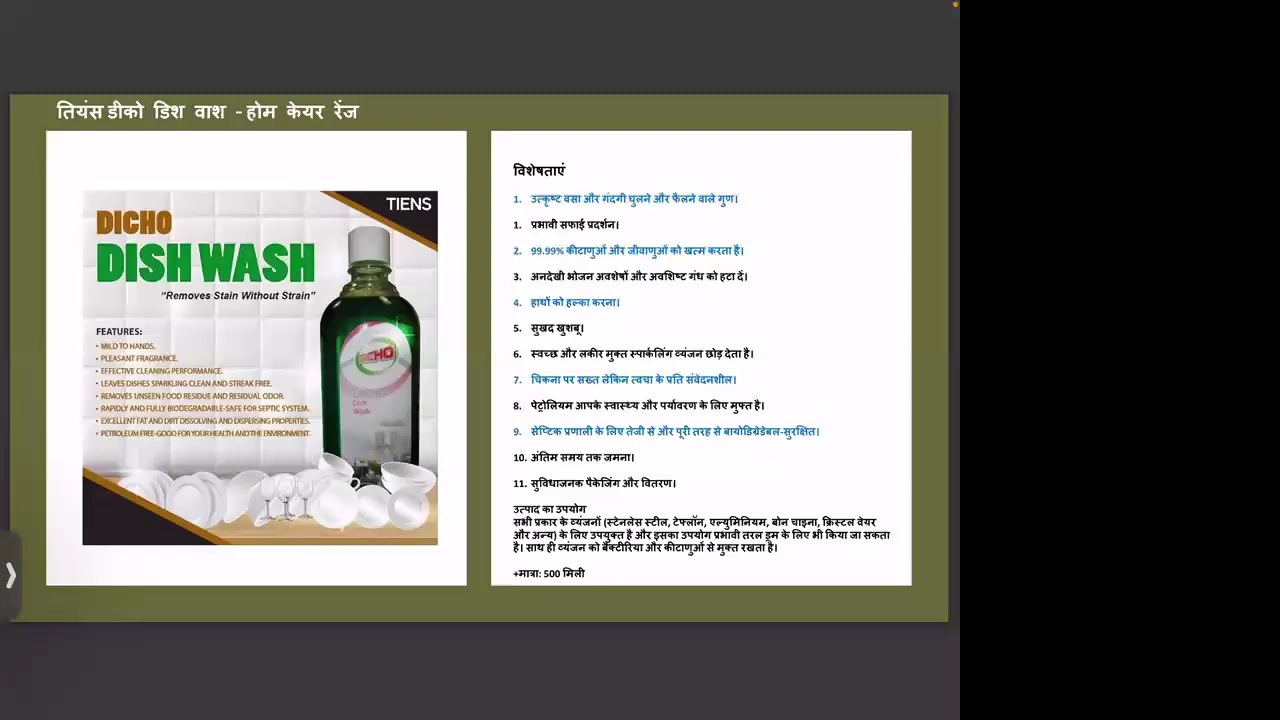 तियंस डीको डिश वाश - होम केयर रेंज
TIENS
DICHO
DISH WASH
“Removes Stain Without Strain”
FEATURES:
• MILD TO HANDS.
• PLEASANT FRAGRANCE.
• EFFECTIVE CLEANING PERFORMANCE.
• LEAVES DISHES SPARKLING CLEAN AND STREAK FREE.
• REMOVES UNSEEN FOOD RESIDUE AND RESIDUAL ODOR.
• RAPIDLY AND FULLY BIODEGRADABLE-SAFE FOR SEPTIC SYSTEM.
• EXCELLENT FAT AND DIRT DISSOLVING AND DISPERSING PROPERTIES.
• PETROLEUM FREE-GOOD FOR YOUR HEALTH AND THE ENVIRONMENT.
DICHO
Dish
Wash
विशेषताएं
1. उत्कृष्ट वसा और गंदगी घुलने और फैलने वाले गुण।
1. प्रभावी सफाई प्रदर्शन।
2. 99.99% कीटाणुओं और जीवाणुओं को खत्म करता है।
3. अनदेखी भोजन अवशेषों और अवशिष्ट गंध को हटा दें।
4. हाथों को हल्का करना।
5. सुखद खुशबू।
6. स्वच्छ और लकीर मुक्त स्पार्कलिंग व्यंजन छोड़ देता है।
7. चिकना पर सख्त लेकिन त्वचा के प्रति संवेदनशील।
8. पेट्रोलियम आपके स्वास्थ्य और पर्यावरण के लिए मुफ्त है।
9. सेप्टिक प्रणाली के लिए तेजी से और पूरी तरह से बायोडिग्रेडेबल-सुरक्षित।
10. अंतिम समय तक जमना।
11. सुविधाजनक पैकेजिंग और वितरण।
उत्पाद का उपयोग
सभी प्रकार के व्यंजनों (स्टेनलेस स्टील, टेफ्लॉन, एल्युमिनियम, बोन चाइना, क्रिस्टल वेयर
और अन्य) के लिए उपयुक्त है और इसका उपयोग प्रभावी तरल ड्रम के लिए भी किया जा सकता
है। साथ ही व्यंजन को बैक्टीरिया और कीटाणुओं से मुक्त रखता है।
+मात्रा: 500 मिली